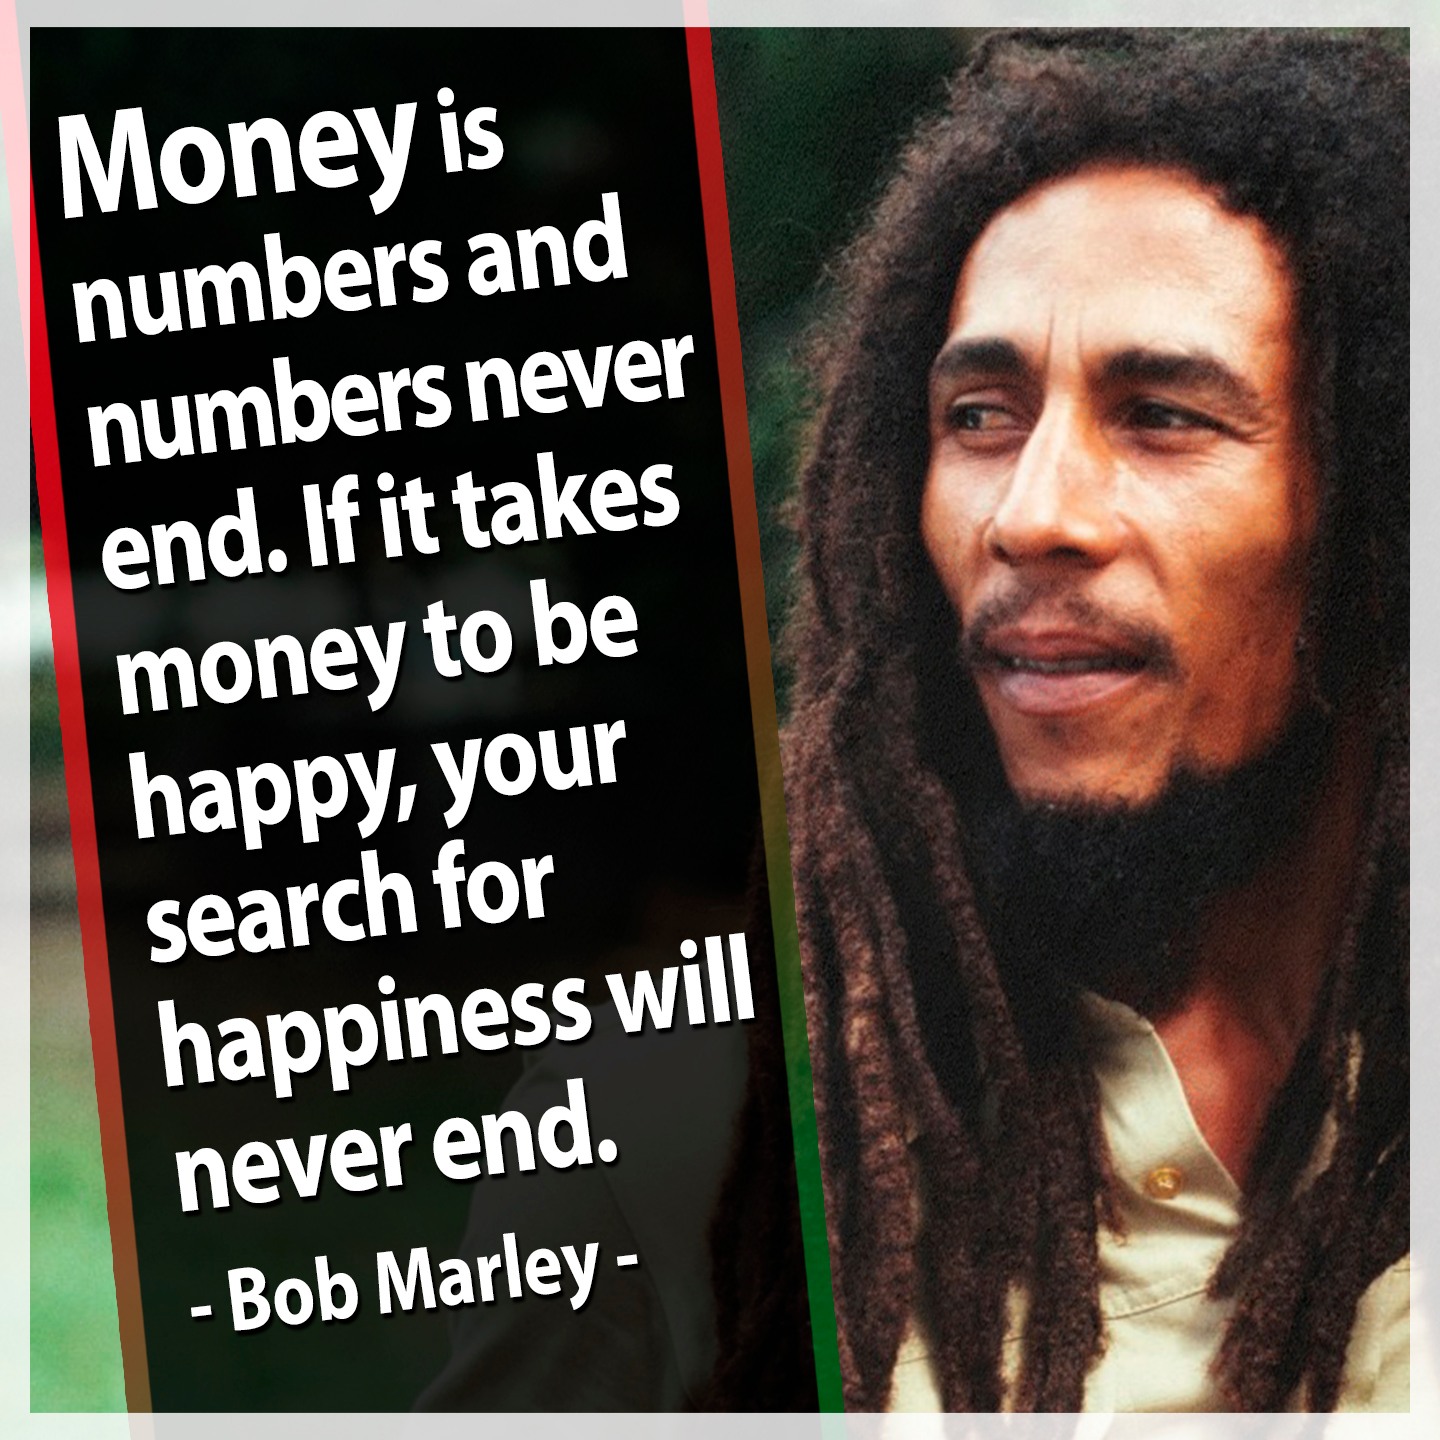 Money is
numbers and
numbers never
end. If it takes
money to be
happy, your
search for
happiness will
never end.
- Bob Marley -